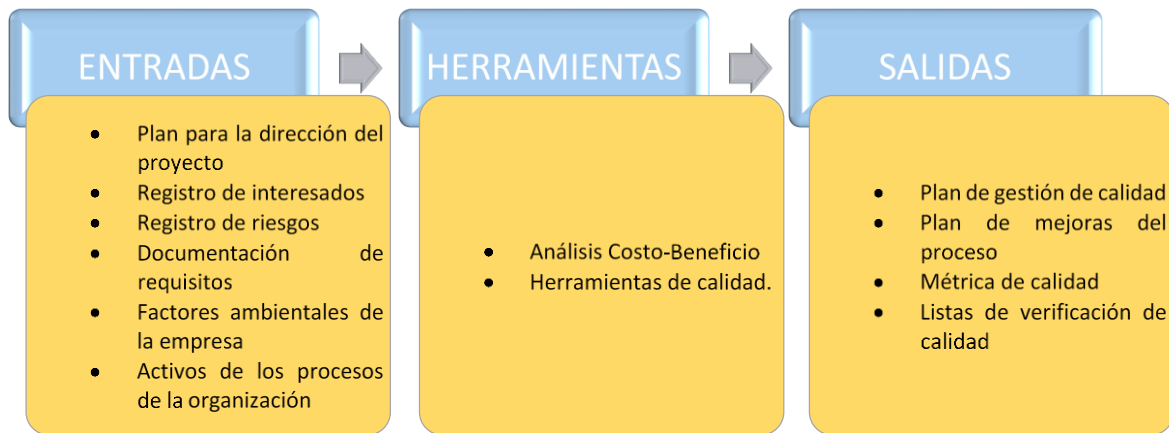 ENTRADAS
Plan para la dirección del
proyecto
Registro de interesados
Registro de riesgos
Documentación de
requisitos
Factores ambientales de
la empresa
Activos de los procesos
de la organización
HERRAMIENTAS
Análisis Costo-Beneficio
Herramientas de calidad.
SALIDAS
Plan de gestión de calidad
Plan de mejoras del
proceso
Métrica de calidad
Listas de verificación de
calidad